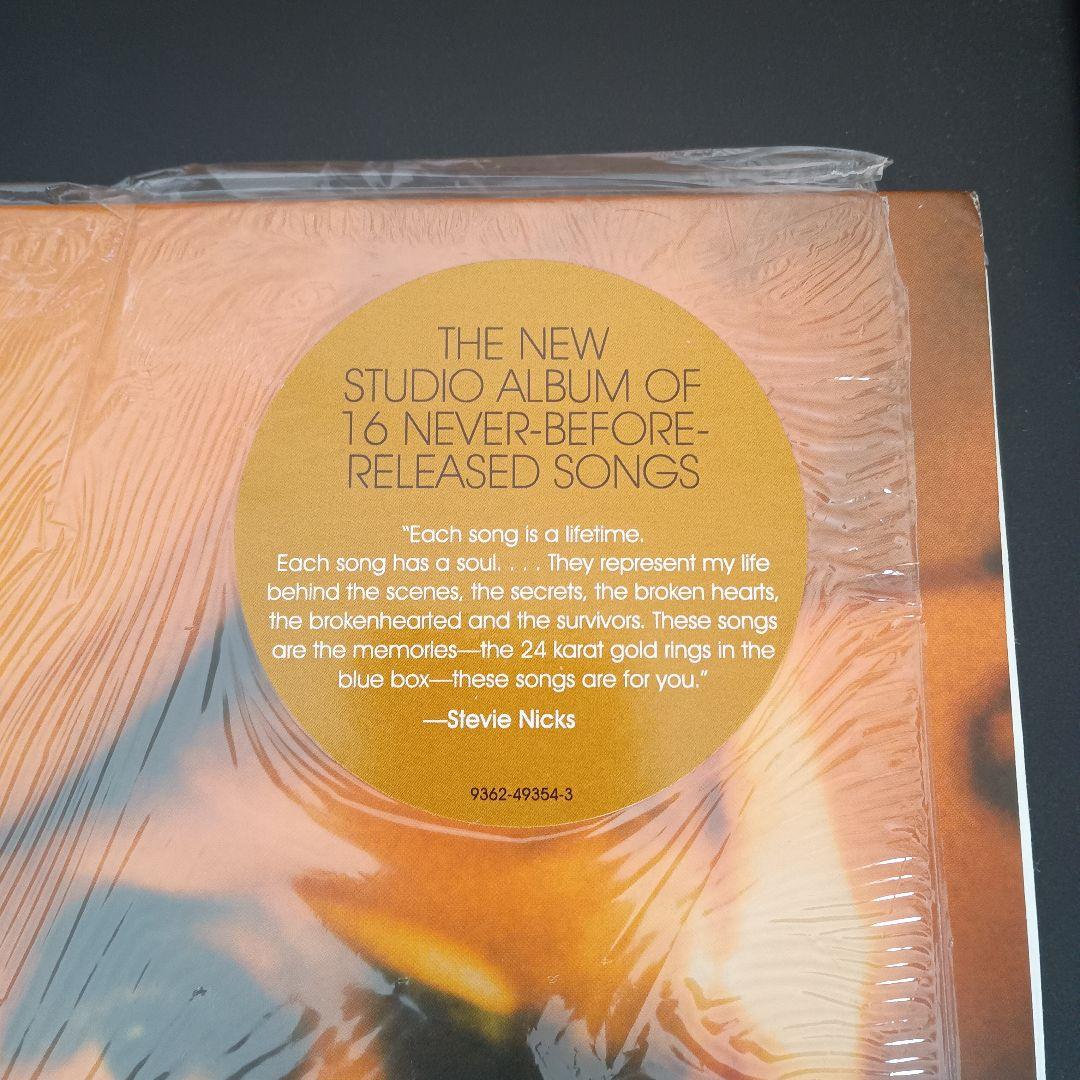 THE NEW
STUDIO ALBUM OF
16 NEVER-BEFORE-
RELEASED SONGS
“Each song is a lifetime.
Each song has a soul. . . . They represent my life
behind the scenes, the secrets, the broken hearts,
the brokenhearted and the survivors. These songs
are the memories—the 24 karat gold rings in the
blue box—these songs are for you.”
—Stevie Nicks
9362-49354-3